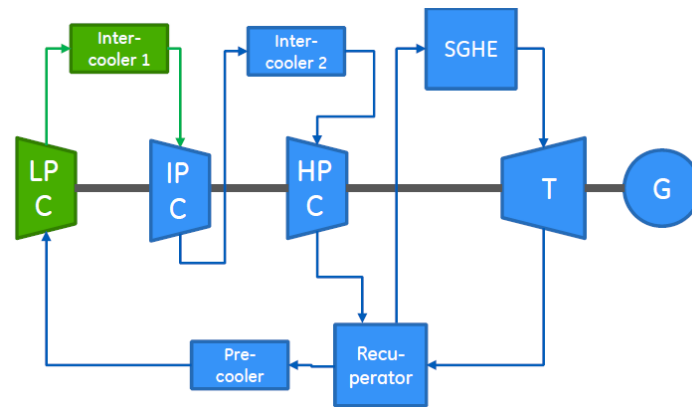 Inter-
cooler 1
Inter-
cooler 2
SGHE
LP
C
IP
C
HP
C
T
G
Pre-
cooler
Recu-
perator